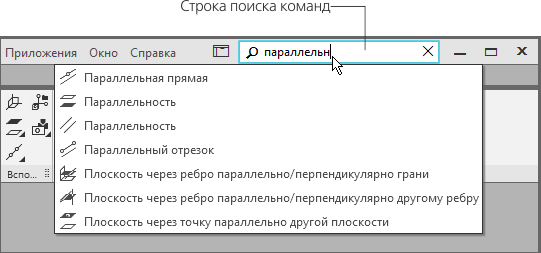 Строка поиска команд
Приложения Окно Справка параллельн
Параллельная прямая
Параллельность
Параллельность
Параллельный отрезок
Плоскость через ребро параллельно/перпендикулярно грани
Вспо...
Плоскость через ребро параллельно/перпендикулярно другому ребру
Плоскость через точку параллельно другой плоскости